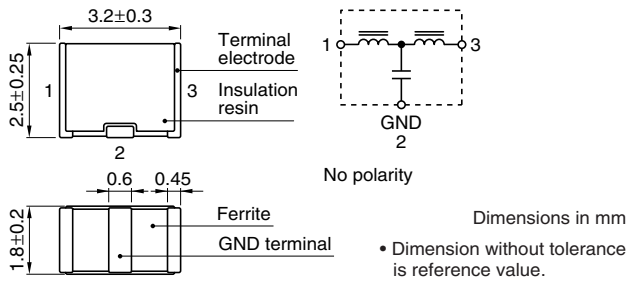 3.2±0.3
2.5±0.25
1
3
2
Terminal
electrode
Insulation
resin
1
3
GND
2
No polarity
0.6
0.45
1.8±0.2
Ferrite
GND terminal
Dimensions in mm
• Dimension without tolerance
is reference value.